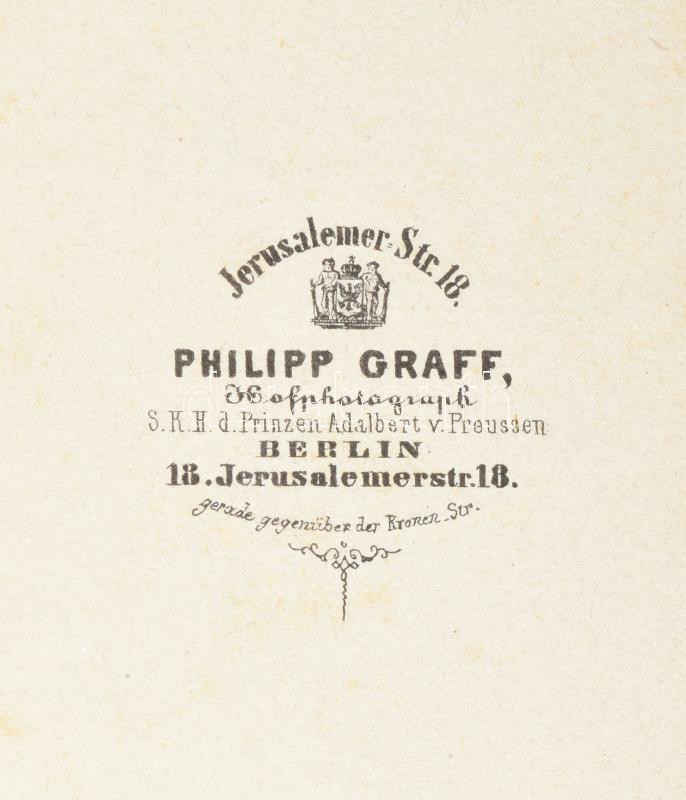 Jerusalemer-Str. 18.
PHILIPP GRAFF,
Hofphotograph
S. K. H. d. Prinzen Adalbert v. Preussen
BERLIN
18. Jerusalemerstr. 18.
gerade gegenüber der Kronen-Str.